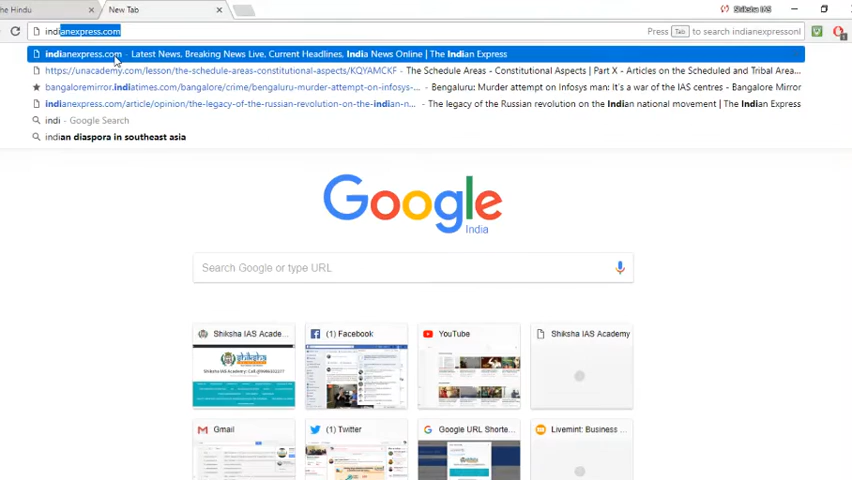 he Hindu
New Tab
Shiksha IAS
indianexpress.com
Press Tab to search indianexpressonl
indianexpress.com - Latest News, Breaking News Live, Current Headlines, India News Online | The Indian Express
https://unacademy.com/lesson/the-schedule-areas-constitutional-aspects/KQYAMCKF - The Schedule Areas - Constitutional Aspects | Part X - Articles on the Scheduled and Tribal Area...
bangaloremirror.indiatimes.com/bangalore/crime/bengaluru-murder-attempt-on-infosys-... - Bengaluru: Murder attempt on Infosys man: It's a war of the IAS centres - Bangalore Mirror
indianexpress.com/article/opinion/the-legacy-of-the-russian-revolution-on-the-indian-n... - The legacy of the Russian revolution on the Indian national movement | The Indian Express
indi - Google Search
indian diaspora in southeast asia
Google
India
Search Google or type URL
Shiksha IAS Acade...
(1) Facebook
YouTube
Shiksha IAS Academy
shiksha
Gmail
(1) Twitter
Google URL Shorte...
Livemint: Business ...